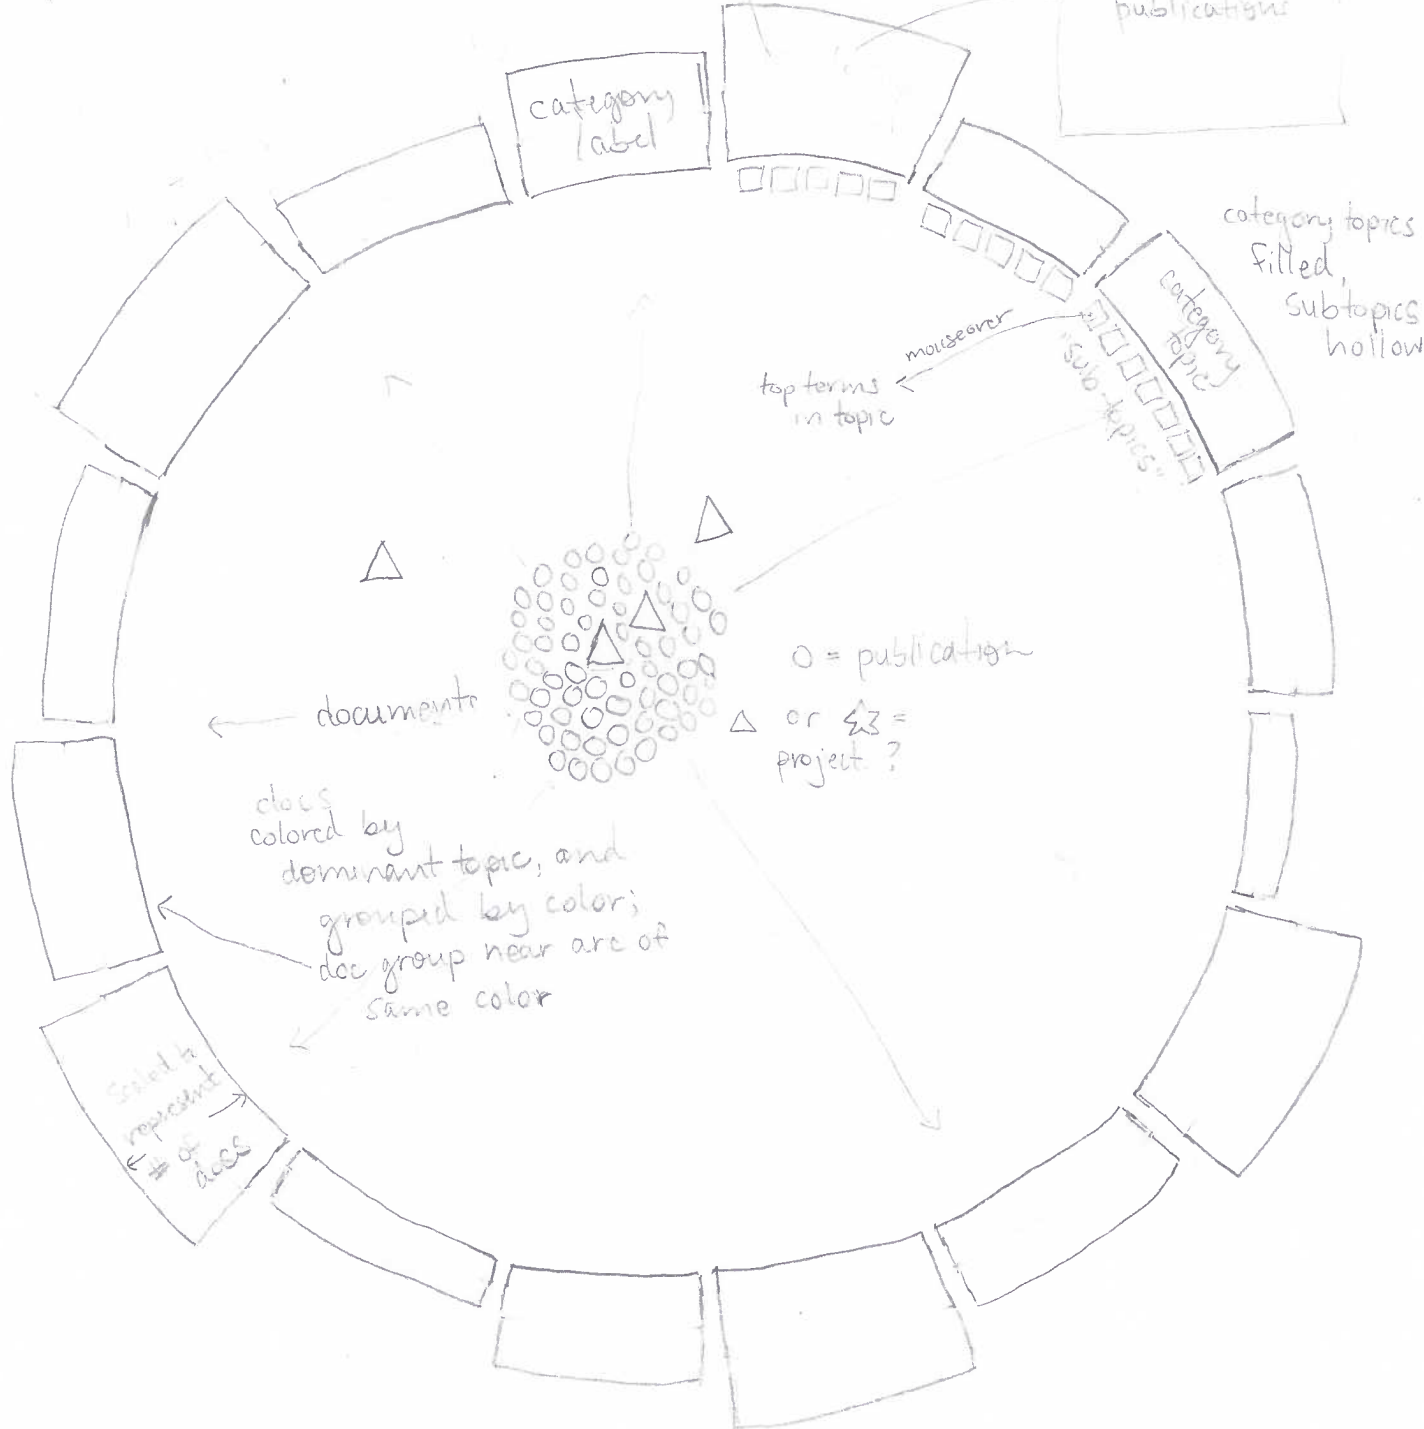 publications
category
label
category topics
filled,
subtopics
hollow
category
topic
"sub-topics"
mouseover
top terms
in topic
O = publication
△ or ☆ =
project ?
documents
docs
colored by
dominant topic, and
grouped by color;
doc group near arc of
same color
scaled to
represent
# of
docs